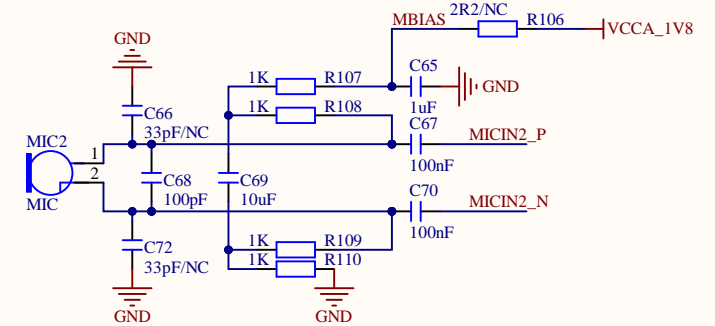 2R2/NC
MBIAS R106
VCCA_1V8
GND
1K R107
C65
GND
1uF
1K R108
C66
33pF/NC
C67
MICIN2_P
100nF
MIC2
1
2
MIC
C68
100pF
C69
10uF
C70
MICIN2_N
100nF
C72
33pF/NC
1K R109
1K R110
GND
GND